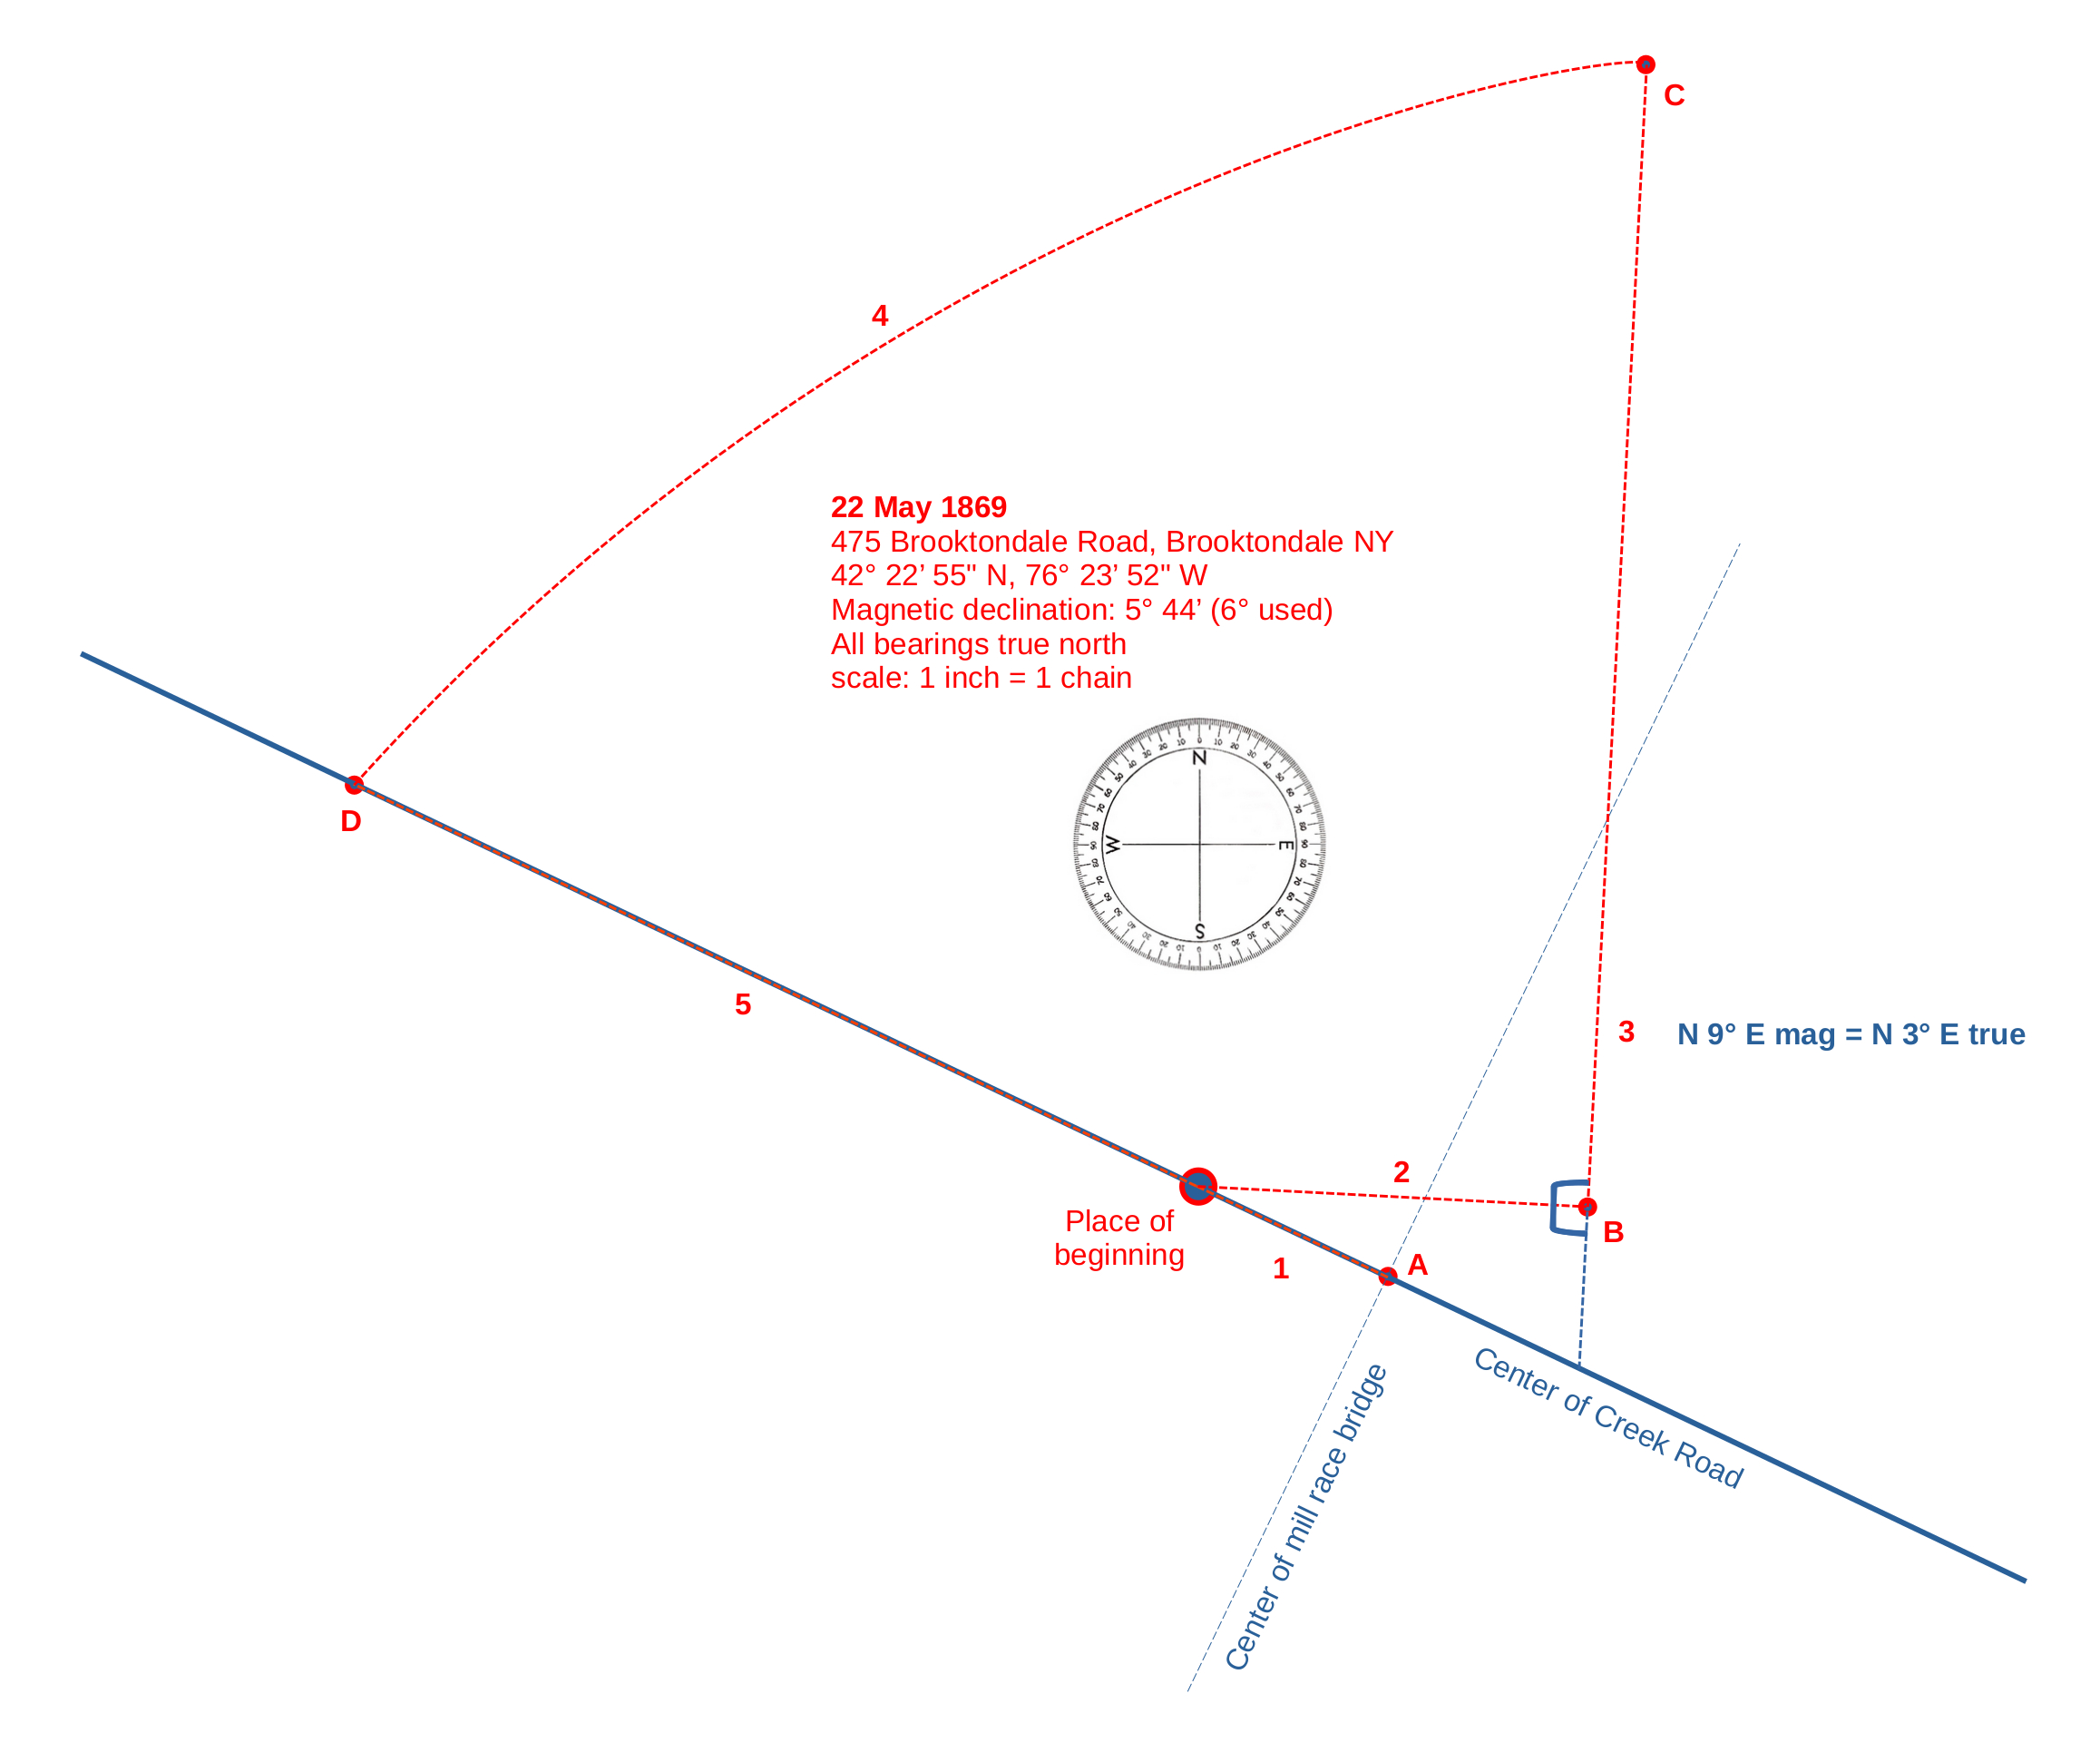 C
4
22 May 1869
475 Brooktondale Road, Brooktondale NY
42° 22’ 55" N, 76° 23’ 52" W
Magnetic declination: 5° 44’ (6° used)
All bearings true north
scale: 1 inch = 1 chain
N
W
E
S
D
5
3
N 9° E mag = N 3° E true
2
B
Place of
beginning
1
A
Center of Creek Road
Center of mill race bridge